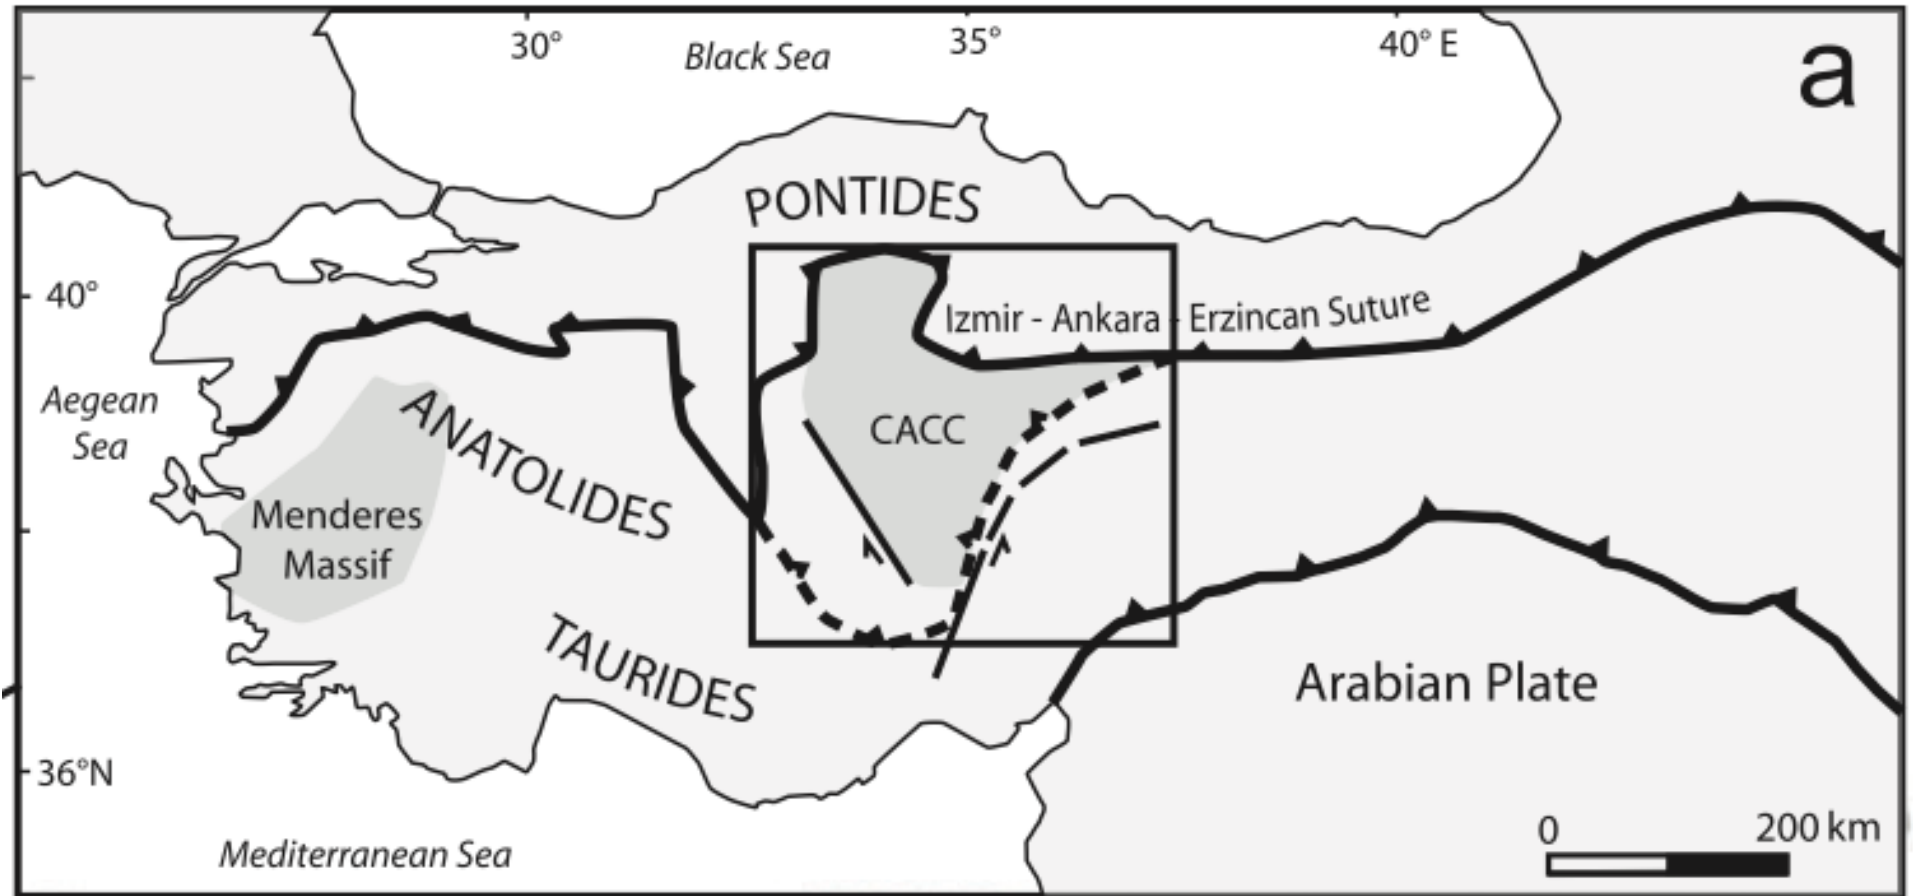 30°
35°
40° E
a
Black Sea
PONTIDES
40°
Izmir - Ankara - Erzincan Suture
Aegean
Sea
ANATOLIDES
CACC
Menderes
Massif
TAURIDES
Arabian Plate
36°N
0
200 km
Mediterranean Sea